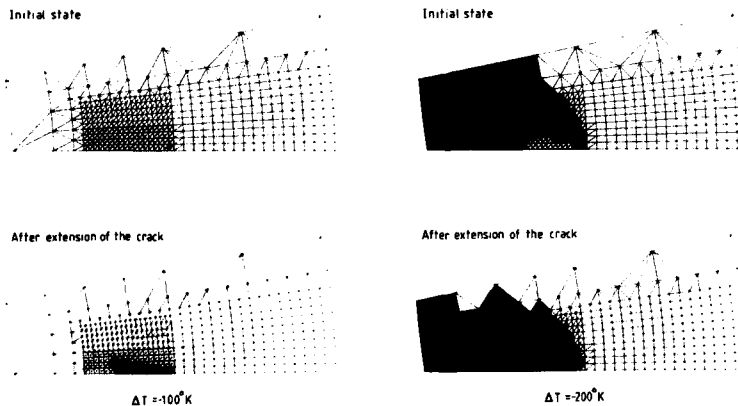 Initial state
Initial state
After extension of the crack
After extension of the crack
ΔT = -100°K
ΔT = -200°K